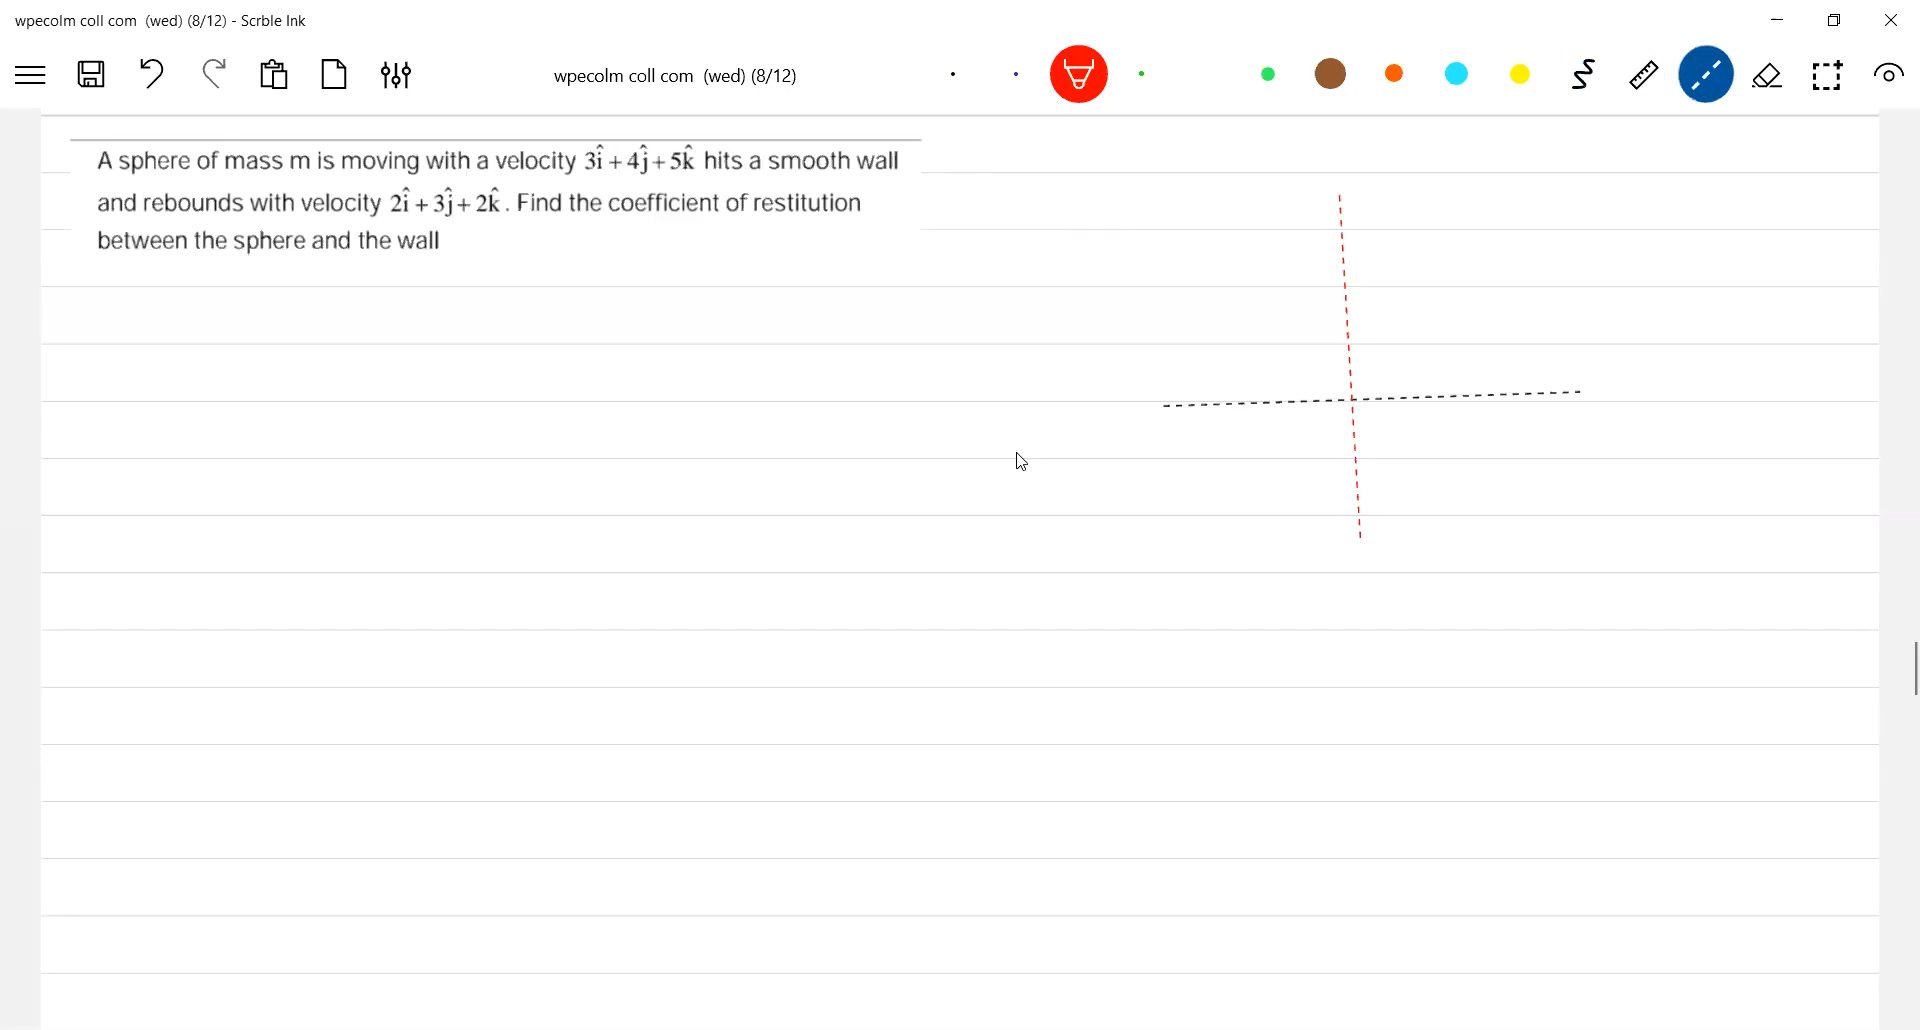 wpecolm coll com (wed) (8/12) - Scrble Ink
wpecolm coll com (wed) (8/12)
A sphere of mass m is moving with a velocity 3î + 4ĵ + 5k̂ hits a smooth wall
and rebounds with velocity 2î + 3ĵ + 2k̂ . Find the coefficient of restitution
between the sphere and the wall